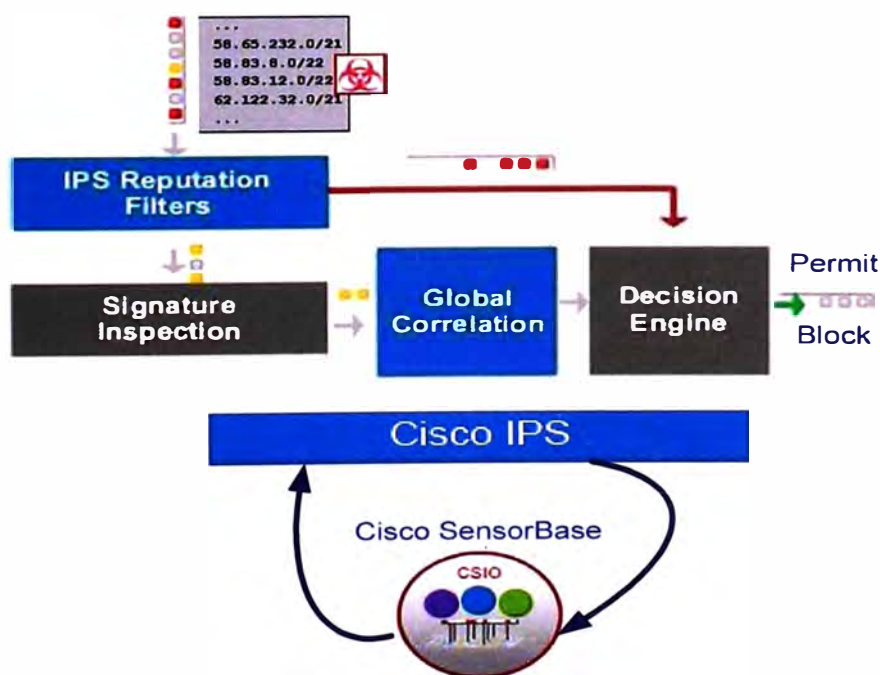 ...
58.65.232.0/21
58.83.8.0/22
58.83.12.0/22
62.122.32.0/21
...
IPS Reputation
Filters
Signature
Inspection
Global
Correlation
Decision
Engine
Permit
Block
Cisco IPS
Cisco SensorBase
CSIO